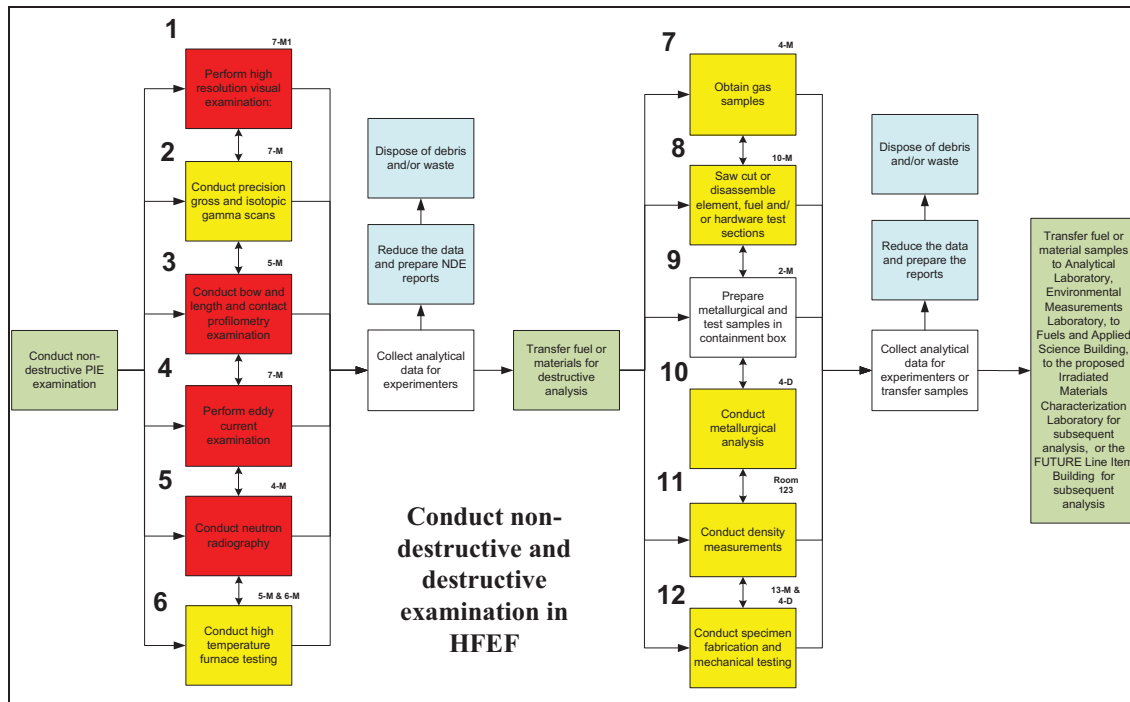 Conduct non-
destructive PIE
examination
1
7-M1
Perform high
resolution visual
examination:
2
7-M
Conduct precision
gross and isotopic
gamma scans
3
5-M
Conduct bow and
length and contact
profilometry
examination
4
7-M
Perform eddy
current
examination
5
4-M
Conduct neutron
radiography
6
5-M & 6-M
Conduct high
temperature
furnace testing
Dispose of debris
and/or waste
Reduce the data
and prepare NDE
reports
Collect analytical
data for
experimenters
Conduct non-
destructive and
destructive
examination in
HFEF
Transfer fuel or
materials for
destructive
analysis
7
4-M
Obtain gas
samples
8
10-M
Saw cut or
disassemble
element, fuel and/
or hardware test
sections
9
2-M
Prepare
metallurgical and
test samples in
containment box
10
4-D
Conduct
metallurgical
analysis
11
Room
123
Conduct density
measurements
12
13-M &
4-D
Conduct specimen
fabrication and
mechanical testing
Dispose of debris
and/or waste
Reduce the data
and prepare the
reports
Collect analytical
data for
experimenters or
transfer samples
Transfer fuel or
material samples
to Analytical
Laboratory,
Environmental
Measurements
Laboratory, to
Fuels and Applied
Science Building,
to the proposed
Irradiated
Materials
Characterization
Laboratory for
subsequent
analysis, or the
FUTURE Line Item
Building for
subsequent
analysis